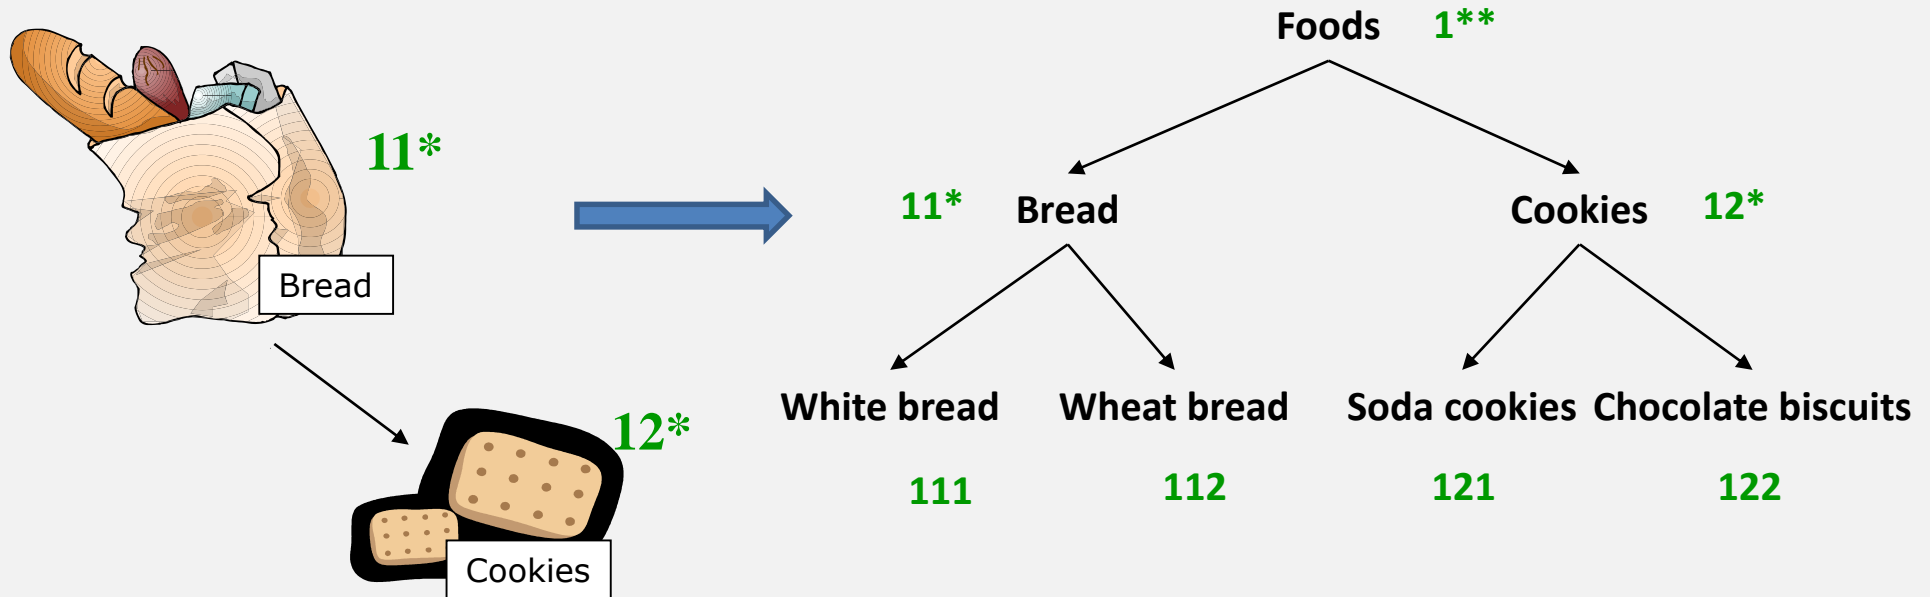 Foods 1**
11*
11* Bread
Cookies 12*
Bread
White bread
Wheat bread
Soda cookies
Chocolate biscuits
12*
111
112
121
122
Cookies